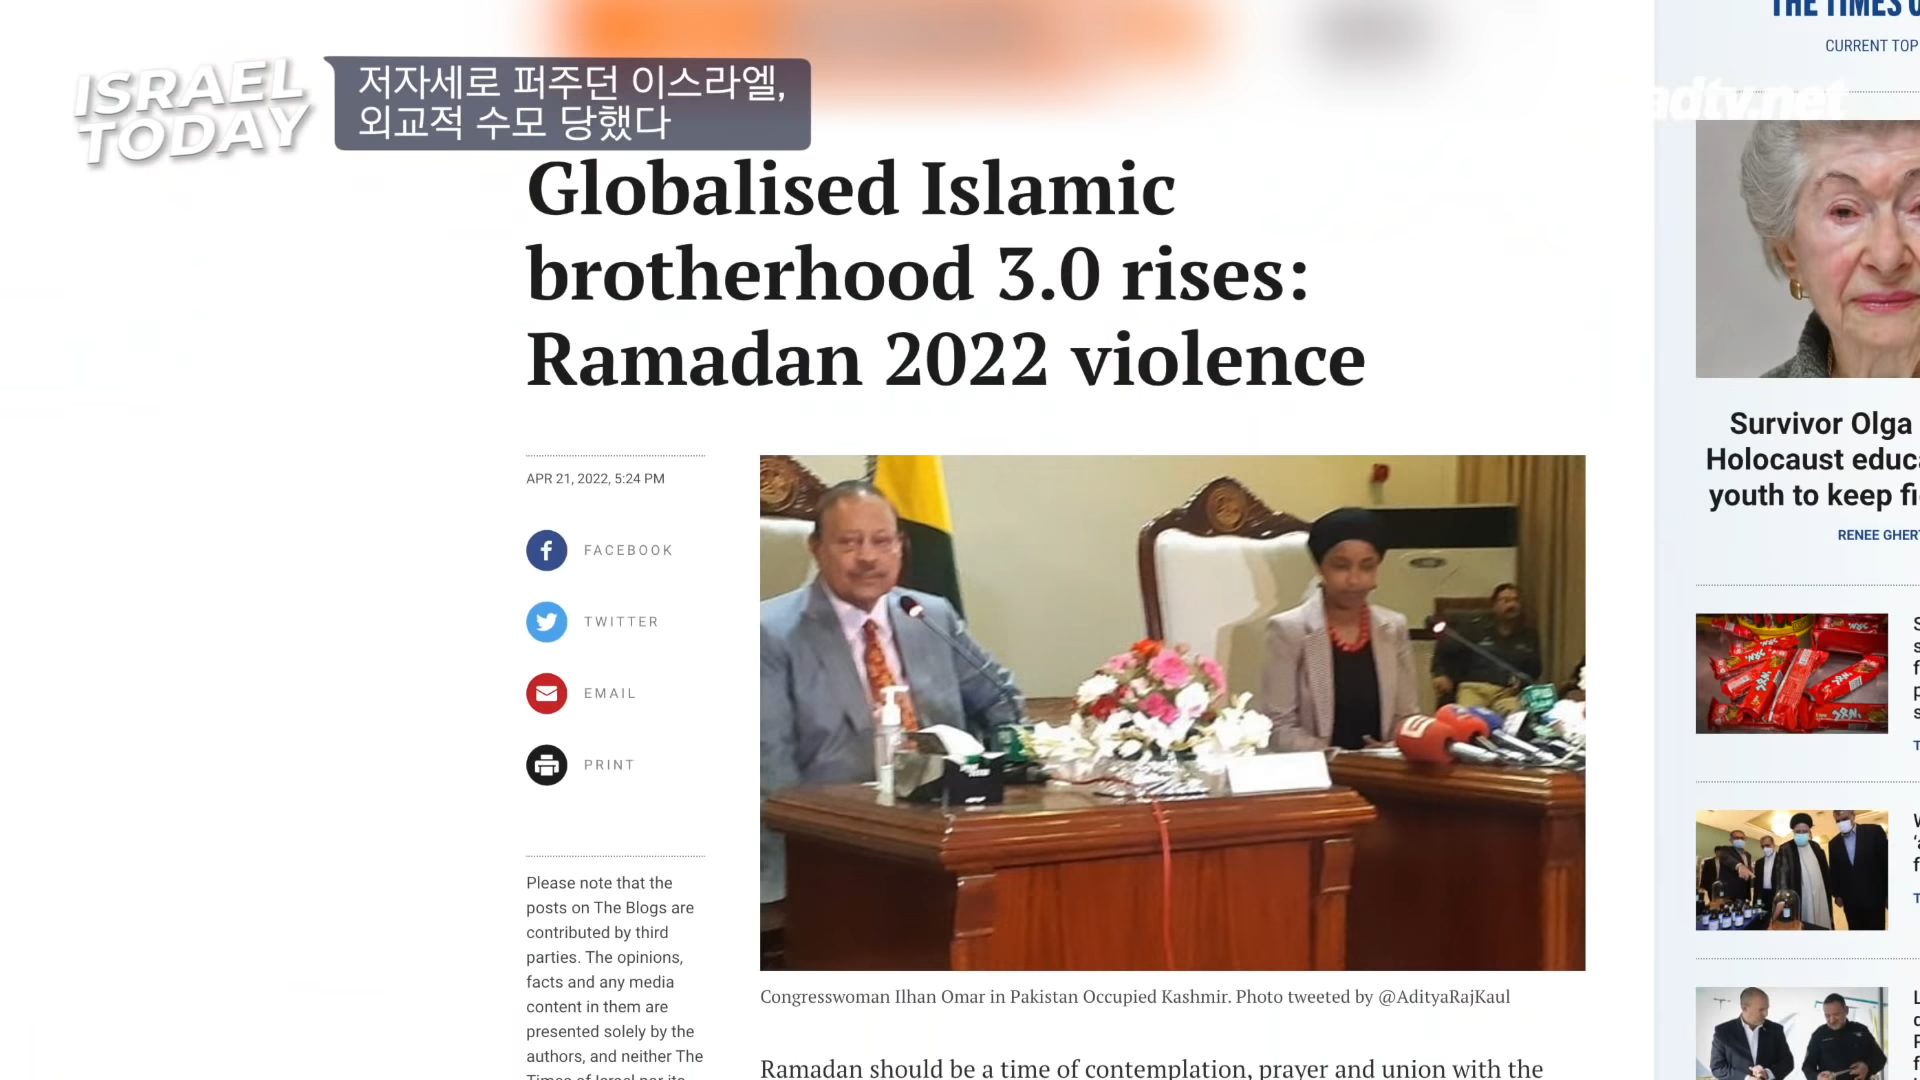 ISRAEL
TODAY
저자세로 퍼주던 이스라엘,
외교적 수모 당했다
adtv.net
Globalised Islamic
brotherhood 3.0 rises:
Ramadan 2022 violence
APR 21, 2022, 5:24 PM
FACEBOOK
TWITTER
EMAIL
PRINT
Please note that the
posts on The Blogs are
contributed by third
parties. The opinions,
facts and any media
content in them are
presented solely by the
authors, and neither The
Congresswoman Ilhan Omar in Pakistan Occupied Kashmir. Photo tweeted by @AdityaRajKaul
Ramadan should be a time of contemplation, prayer and union with the
THE TIMES
CURRENT TOP
Survivor Olga
Holocaust educ
youth to keep fi
RENEE GHER